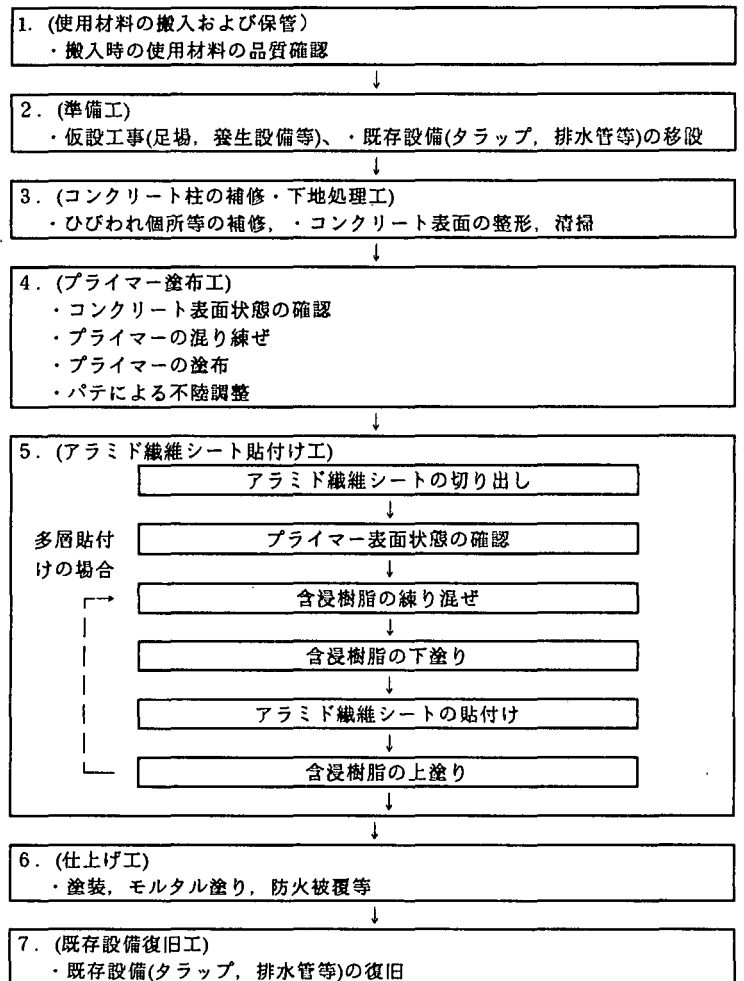 1. (使用材料の搬入および保管)
・搬入時の使用材料の品質確認
↓
2. (準備工)
・仮設工事(足場, 養生設備等)、・既存設備(タラップ, 排水管等)の移設
↓
3. (コンクリート柱の補修・下地処理工)
・ひびわれ個所等の補修, ・コンクリート表面の整形, 清掃
↓
4. (プライマー塗布工)
・コンクリート表面状態の確認
・プライマーの混り練ぜ
・プライマーの塗布
・パテによる不陸調整
↓
5. (アラミド繊維シート貼付け工)
アラミド繊維シートの切り出し
↓
多層貼付
けの場合
プライマー表面状態の確認
↓
含浸樹脂の練り混ぜ
↓
含浸樹脂の下塗り
↓
アラミド繊維シートの貼付け
↓
含浸樹脂の上塗り
↓
↓
6. (仕上げ工)
・塗装, モルタル塗り, 防火被覆等
↓
7. (既存設備復旧工)
・既存設備(タラップ, 排水管等)の復旧